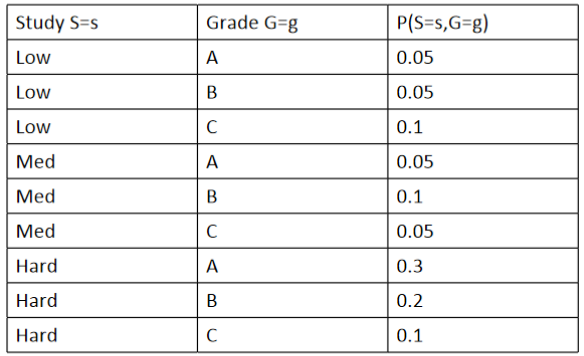 Study S=s Grade G=g P(S=s,G=g)
Low A 0.05
Low B 0.05
Low C 0.1
Med A 0.05
Med B 0.1
Med C 0.05
Hard A 0.3
Hard B 0.2
Hard C 0.1